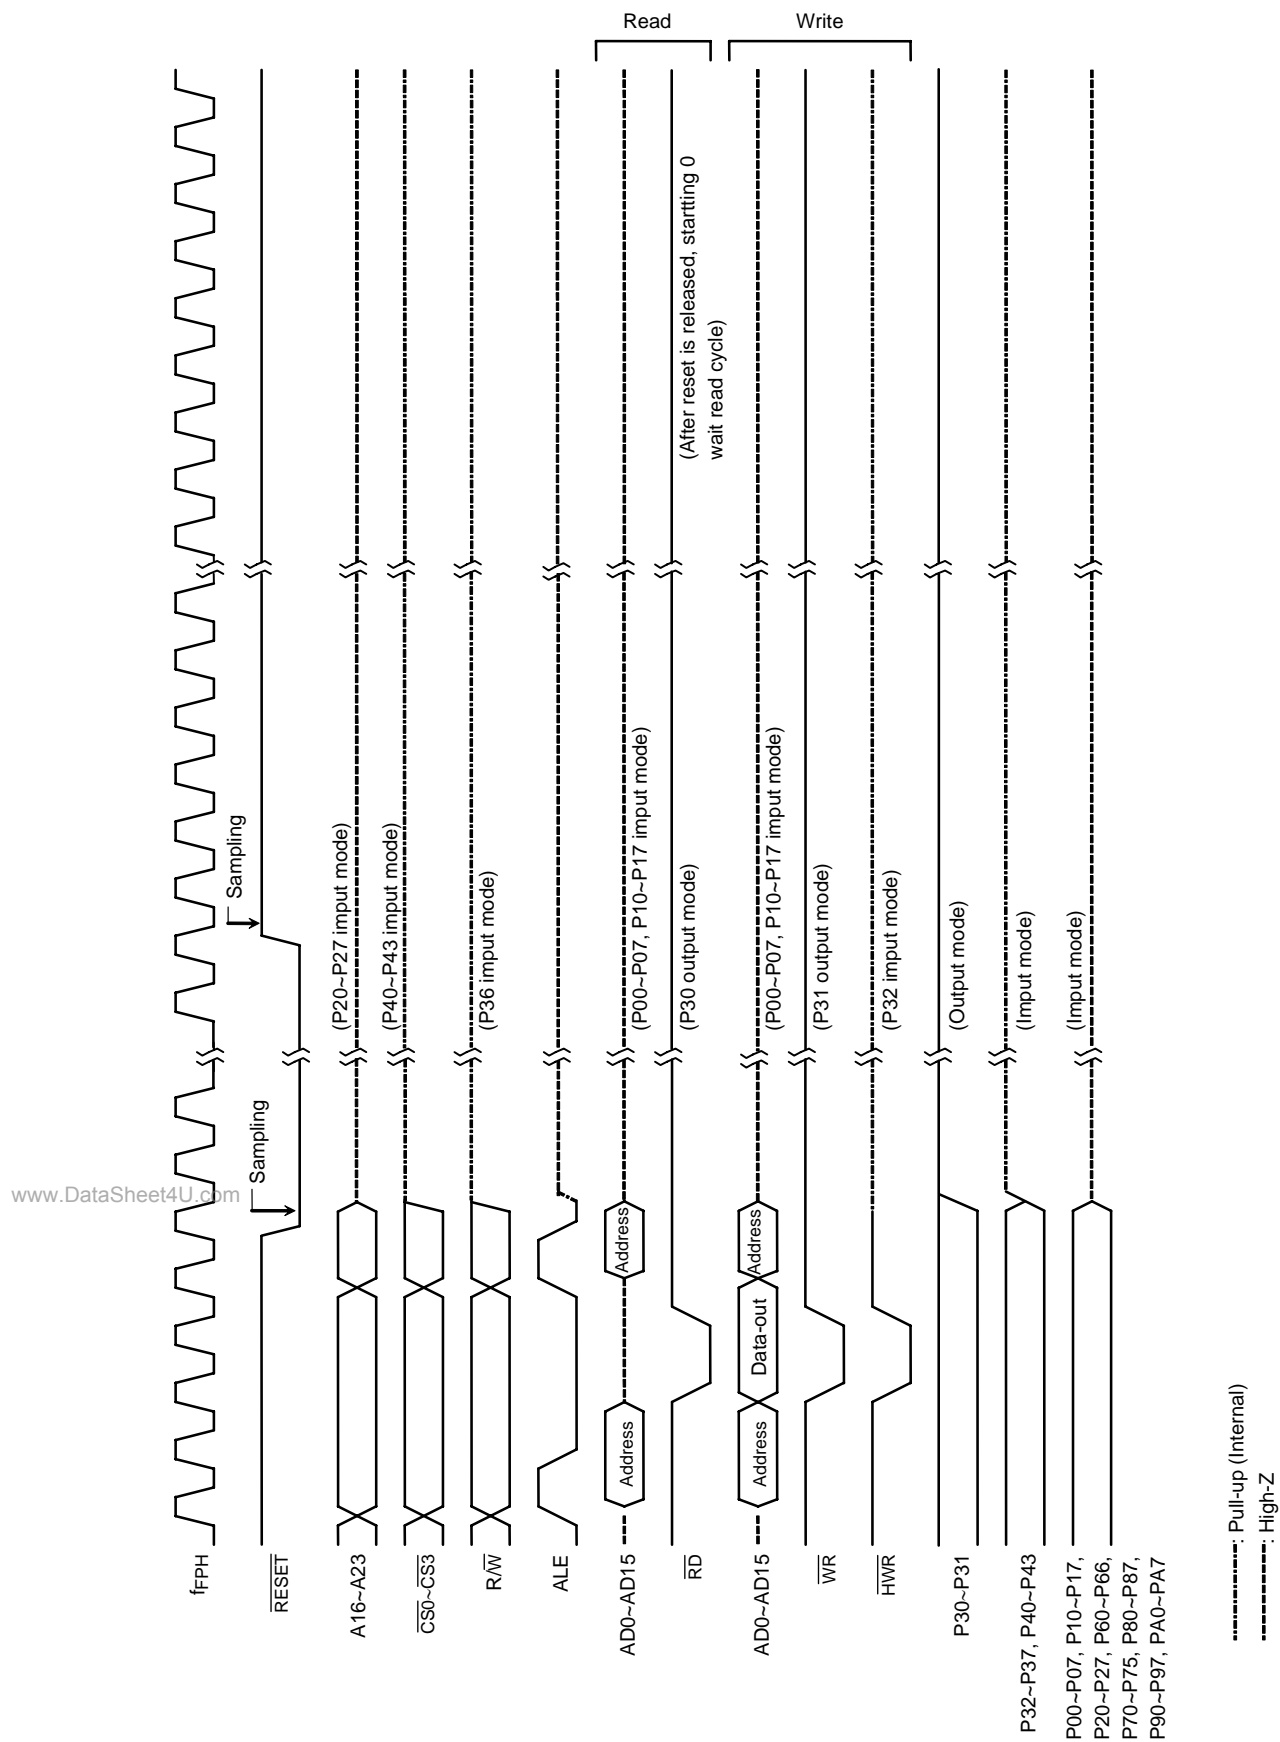 Read
Write
fFPH
RESET
Sampling
Sampling
A16~A23
(P20~P27 imput mode)
CS0~CS3
(P40~P43 imput mode)
R/W
(P36 imput mode)
ALE
AD0~AD15
Address
Address
(P00~P07, P10~P17 imput mode)
RD
(P30 output mode)
(After reset is released, startting 0
wait read cycle)
AD0~AD15
Address
Data-out
Address
(P00~P07, P10~P17 imput mode)
WR
(P31 output mode)
HWR
(P32 imput mode)
P30~P31
(Output mode)
P32~P37, P40~P43
(Imput mode)
P00~P07, P10~P17,
P20~P27, P60~P66,
P70~P75, P80~P87,
P90~P97, PA0~PA7
(Imput mode)
: Pull-up (Internal)
: High-Z
www.DataSheet4U.com